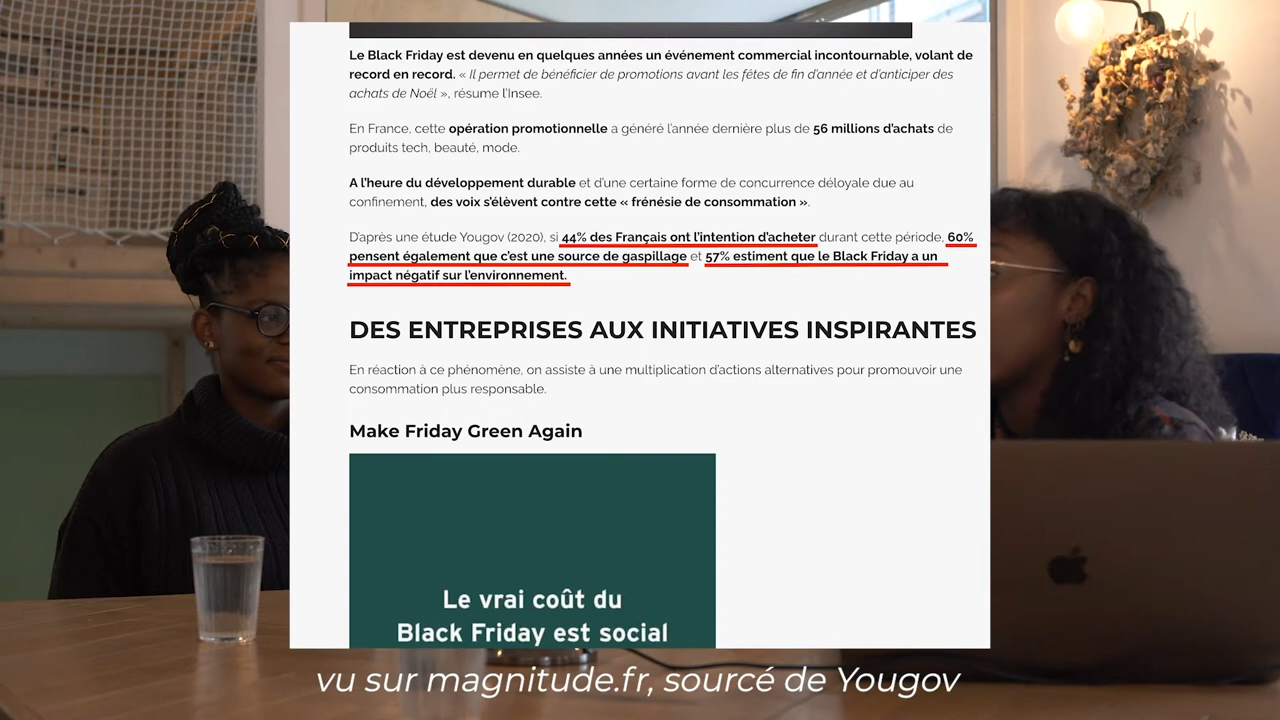 Le Black Friday est devenu en quelques années un événement commercial incontournable, volant de
record en record. « Il permet de bénéficier de promotions avant les fêtes de fin d'année et d'anticiper des
achats de Noël », résume l'Insee.
En France, cette opération promotionnelle a généré l'année dernière plus de 56 millions d'achats de
produits tech, beauté, mode.
A l'heure du développement durable et d'une certaine forme de concurrence déloyale due au
confinement, des voix s'élèvent contre cette « frénésie de consommation ».
D'après une étude Yougov (2020), si 44% des Français ont l'intention d'acheter durant cette période, 60%
pensent également que c'est une source de gaspillage et 57% estiment que le Black Friday a un
impact négatif sur l'environnement.
DES ENTREPRISES AUX INITIATIVES INSPIRANTES
En réaction à ce phénomène, on assiste à une multiplication d'actions alternatives pour promouvoir une
consommation plus responsable.
Make Friday Green Again
Le vrai coût du
Black Friday est social
vu sur magnitude.fr, sourcé de Yougov